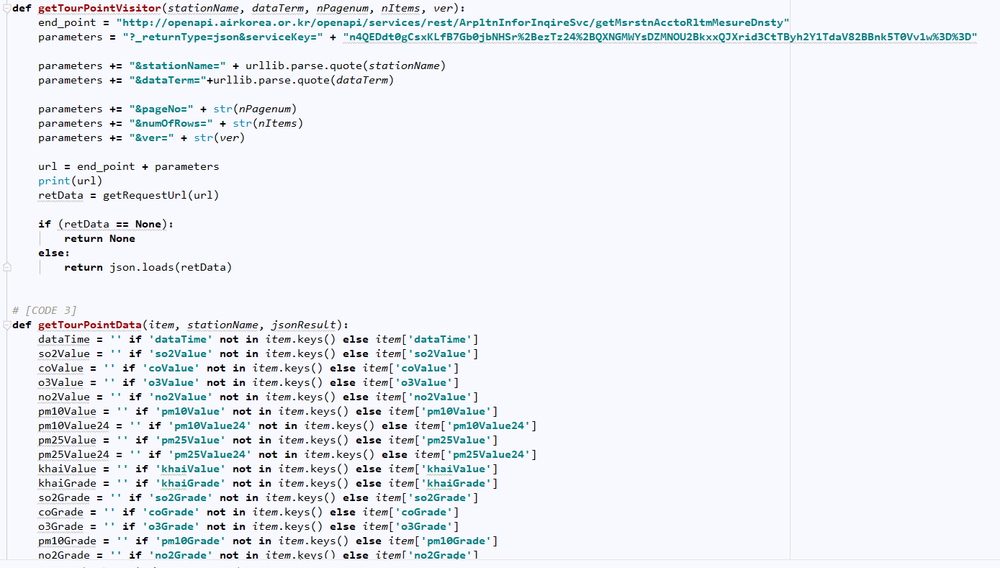 def getTourPointVisitor(stationName, dataTerm, nPagenum, nItems, ver):
    end_point = "http://openapi.airkorea.or.kr/openapi/services/rest/ArpltnInforInqireSvc/getMsrstnAcctoRltmMesureDnsty"
    parameters = "?_returnType=json&serviceKey=" + "n4QEDdt0gCsxKLfB7Gb0jbNHSr%2BezTz24%2BQXNGMWYsDZMNOU2BkxxQJXrid3CtTByh2Y1TdaV82BBnk5T0Vv1w%3D%3D"
    parameters += "&stationName=" + urllib.parse.quote(stationName)
    parameters += "&dataTerm="+urllib.parse.quote(dataTerm)
    parameters += "&pageNo=" + str(nPagenum)
    parameters += "&numOfRows=" + str(nItems)
    parameters += "&ver=" + str(ver)
    url = end_point + parameters
    print(url)
    retData = getRequestUrl(url)
    if (retData == None):
        return None
    else:
        return json.loads(retData)
# [CODE 3]
def getTourPointData(item, stationName, jsonResult):
    dataTime = '' if 'dataTime' not in item.keys() else item['dataTime']
    so2Value = '' if 'so2Value' not in item.keys() else item['so2Value']
    coValue = '' if 'coValue' not in item.keys() else item['coValue']
    o3Value = '' if 'o3Value' not in item.keys() else item['o3Value']
    no2Value = '' if 'no2Value' not in item.keys() else item['no2Value']
    pm10Value = '' if 'pm10Value' not in item.keys() else item['pm10Value']
    pm10Value24 = '' if 'pm10Value24' not in item.keys() else item['pm10Value24']
    pm25Value = '' if 'pm25Value' not in item.keys() else item['pm25Value']
    pm25Value24 = '' if 'pm25Value24' not in item.keys() else item['pm25Value24']
    khaiValue = '' if 'khaiValue' not in item.keys() else item['khaiValue']
    khaiGrade = '' if 'khaiGrade' not in item.keys() else item['khaiGrade']
    so2Grade = '' if 'so2Grade' not in item.keys() else item['so2Grade']
    coGrade = '' if 'coGrade' not in item.keys() else item['coGrade']
    o3Grade = '' if 'o3Grade' not in item.keys() else item['o3Grade']
    pm10Grade = '' if 'pm10Grade' not in item.keys() else item['pm10Grade']
    no2Grade = '' if 'no2Grade' not in item.keys() else item['no2Grade']